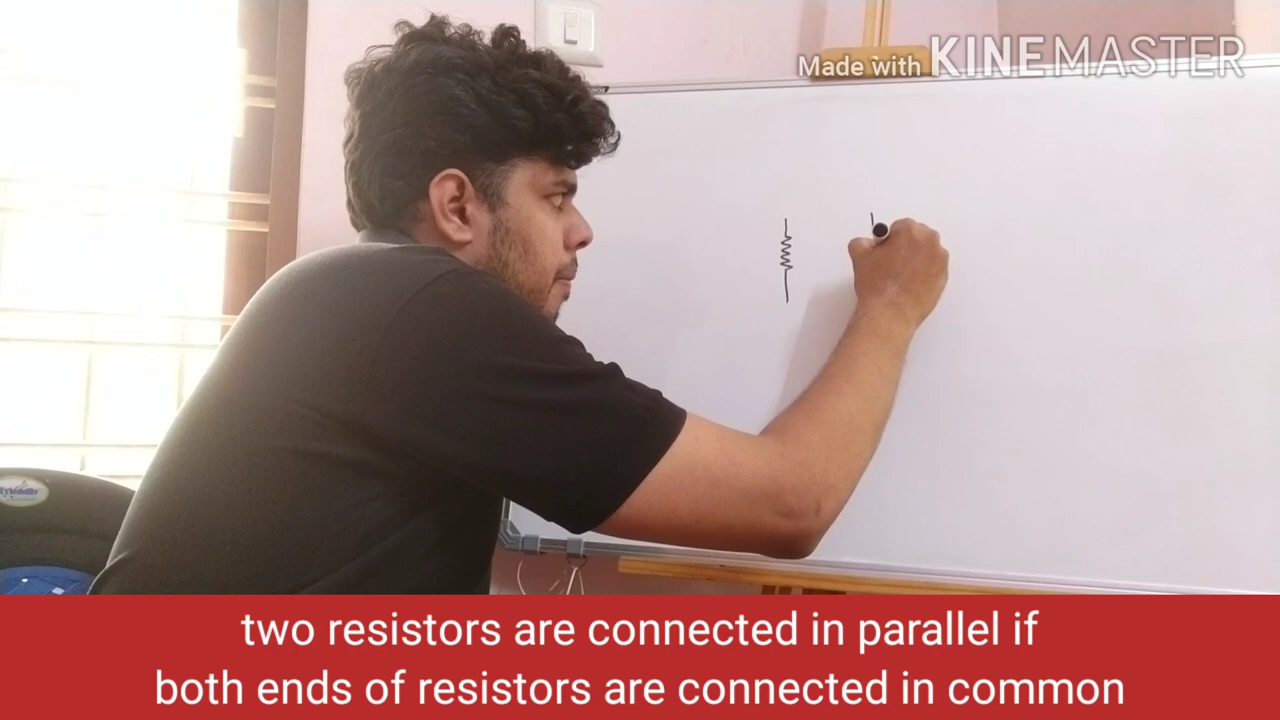 Made with KINEMASTER
two resistors are connected in parallel if
both ends of resistors are connected in common